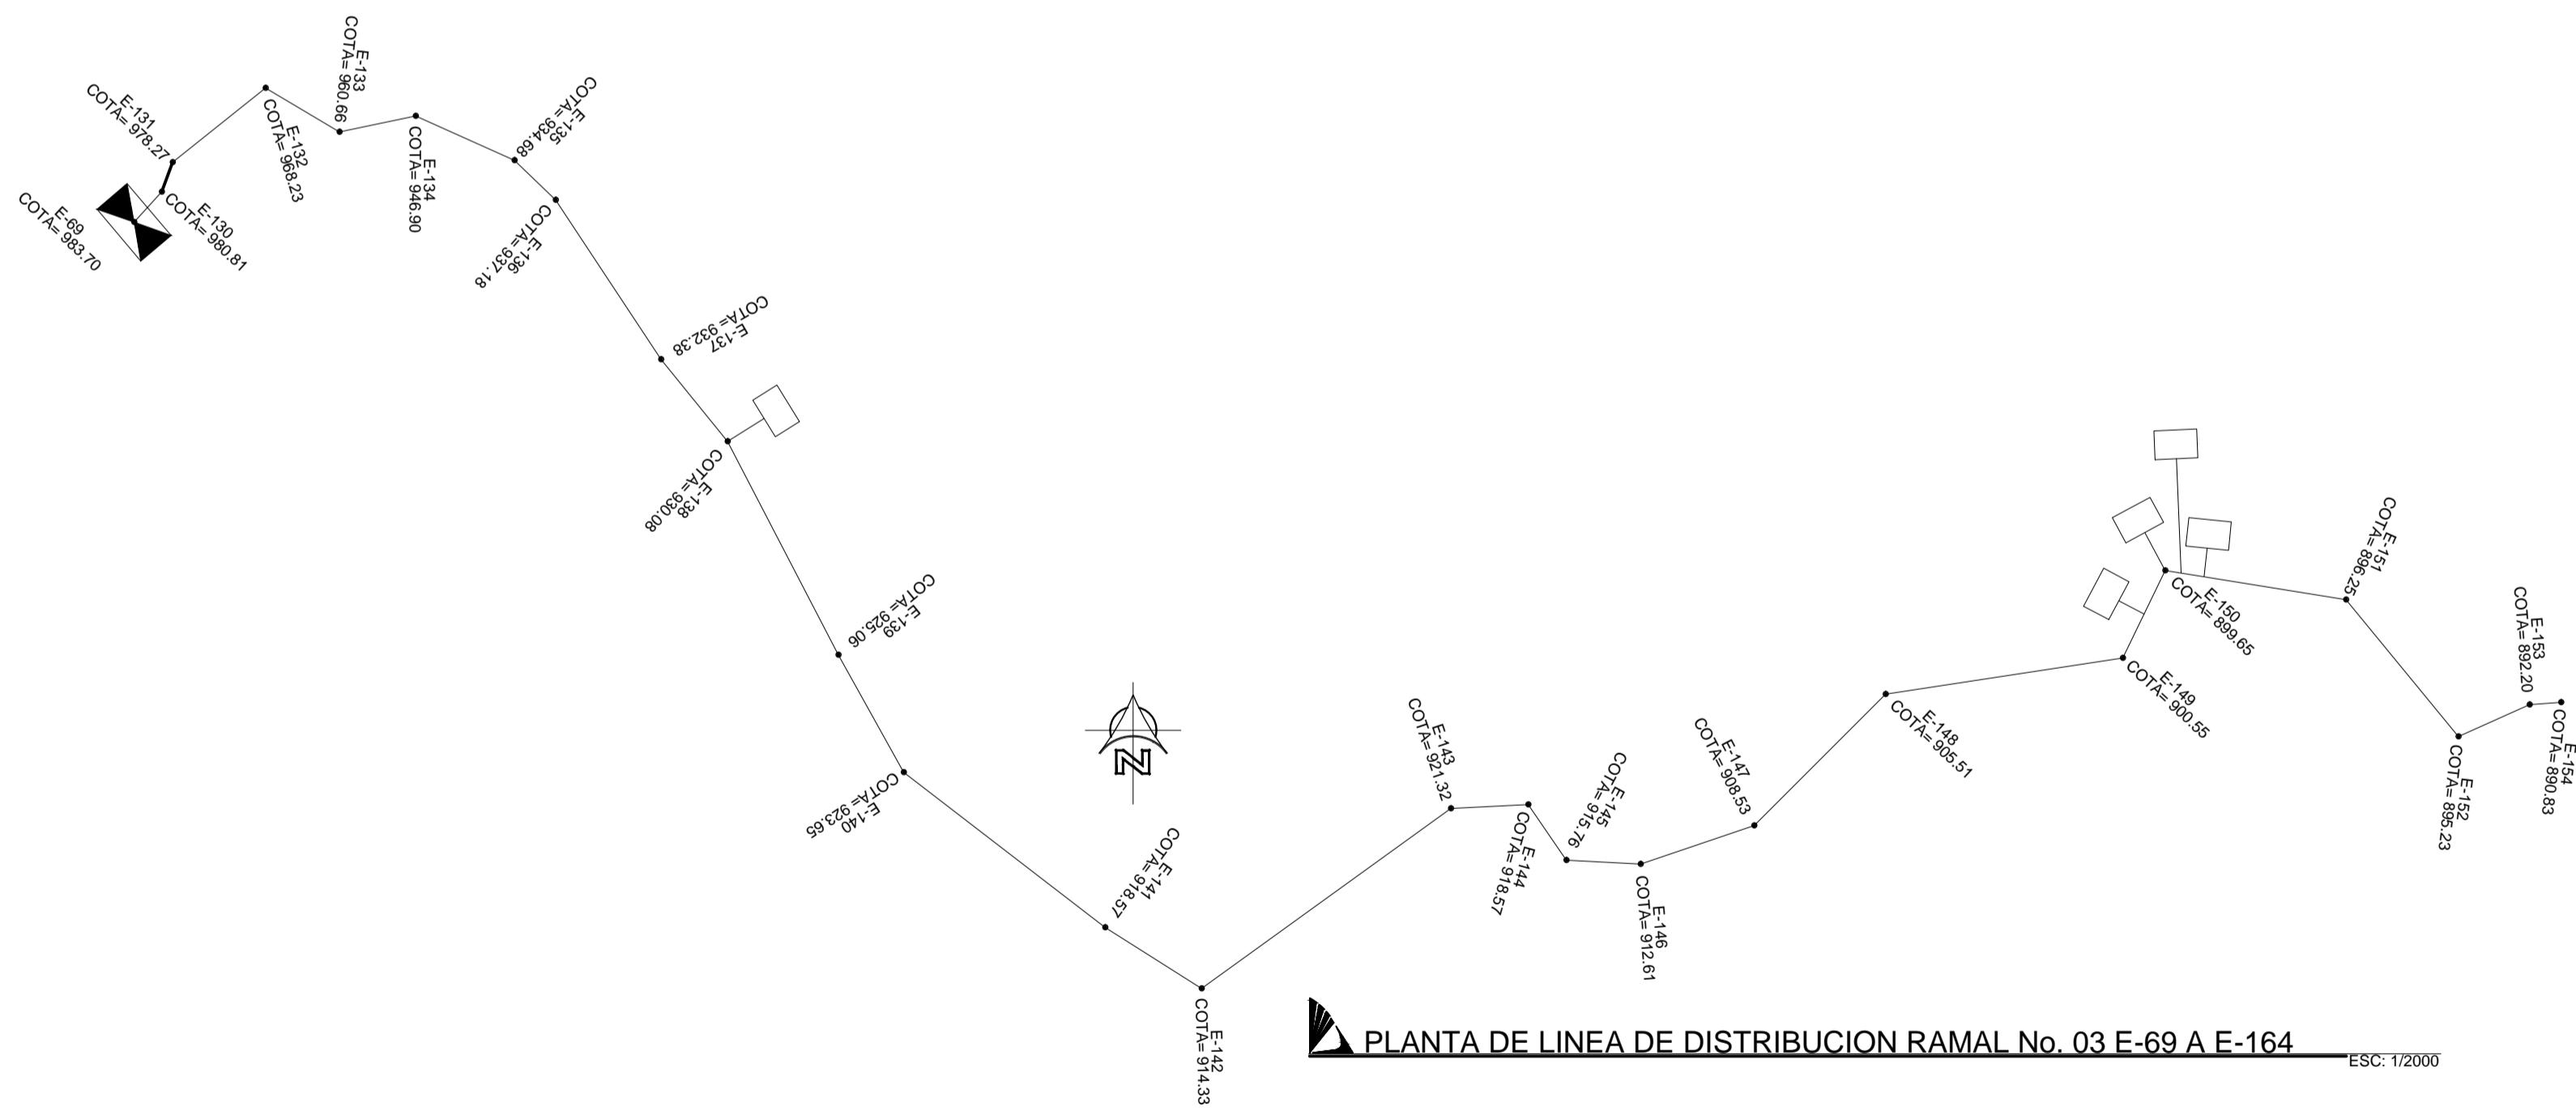 E-69
COTA= 983.70
E-130
COTA= 980.81
E-131
COTA= 978.27
E-132
COTA= 968.23
E-133
COTA= 960.66
E-134
COTA= 946.90
E-135
COTA= 934.68
E-136
COTA= 937.18
E-137
COTA= 932.38
E-138
COTA= 930.08
E-139
COTA= 925.06
E-140
COTA= 923.65
E-141
COTA= 918.57
E-142
COTA= 914.33
N
E-143
COTA= 921.32
E-144
COTA= 918.57
E-145
COTA= 915.76
E-146
COTA= 912.61
E-147
COTA= 908.53
E-148
COTA= 905.51
E-149
COTA= 900.55
E-150
COTA= 899.65
E-151
COTA= 896.25
E-152
COTA= 895.23
E-153
COTA= 892.20
E-154
COTA= 890.83
PLANTA DE LINEA DE DISTRIBUCION RAMAL No. 03 E-69 A E-164
ESC: 1/2000